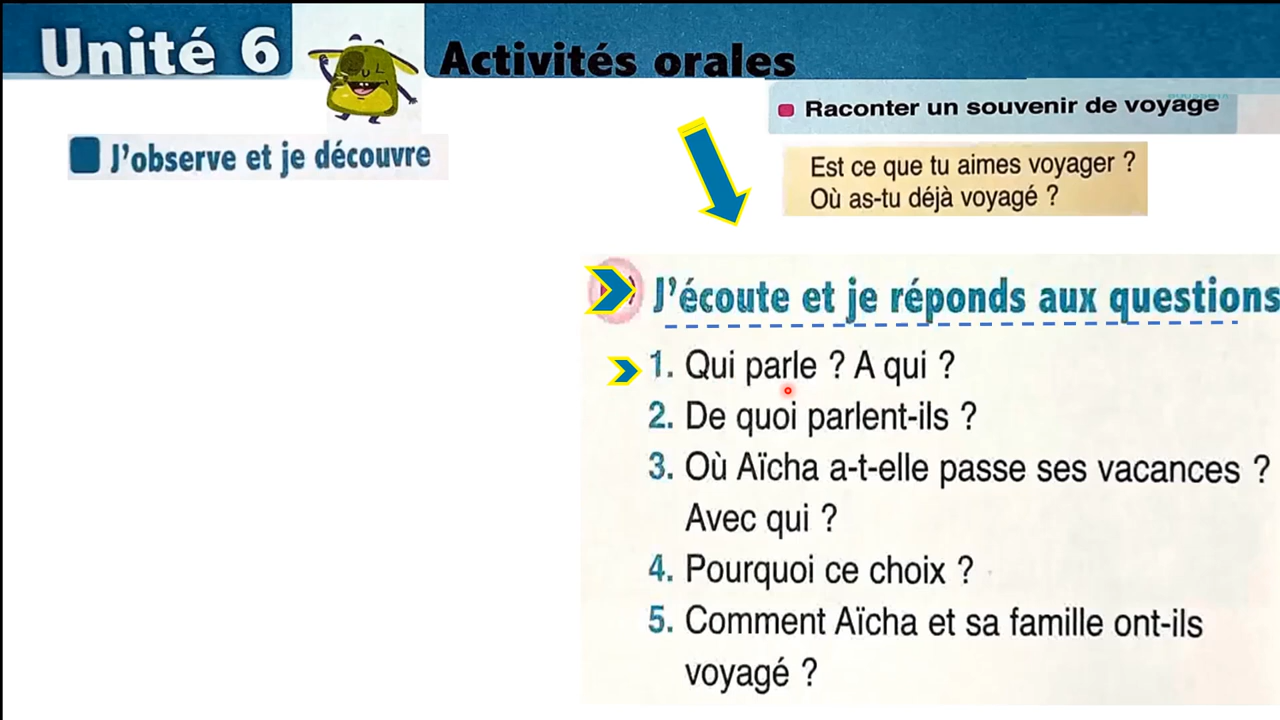 Unité 6
Activités orales
Raconter un souvenir de voyage
J'observe et je découvre
Est ce que tu aimes voyager ?
Où as-tu déjà voyagé ?
J'écoute et je réponds aux questions
1. Qui parle ? A qui ?
2. De quoi parlent-ils ?
3. Où Aïcha a-t-elle passe ses vacances ?
Avec qui ?
4. Pourquoi ce choix ?
5. Comment Aïcha et sa famille ont-ils
voyagé ?